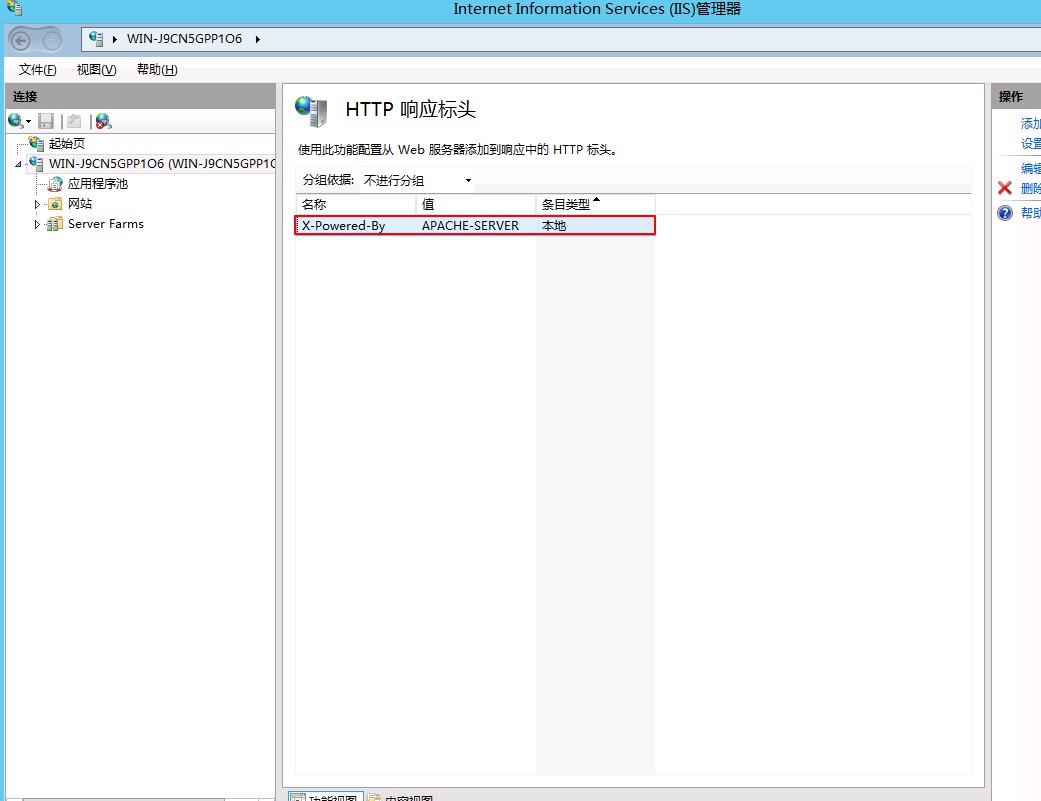 Internet Information Services (IIS)管理器
WIN-J9CN5GPP1O6
文件(F) 视图(V) 帮助(H)
连接
起始页
WIN-J9CN5GPP1O6 (WIN-J9CN5GPP1O
应用程序池
网站
Server Farms
HTTP 响应标头
使用此功能配置从 Web 服务器添加到响应中的 HTTP 标头。
分组依据: 不进行分组
名称 值 条目类型
X-Powered-By APACHE-SERVER 本地
功能视图 内容视图
操作
添加
设置
编辑
删除
帮助